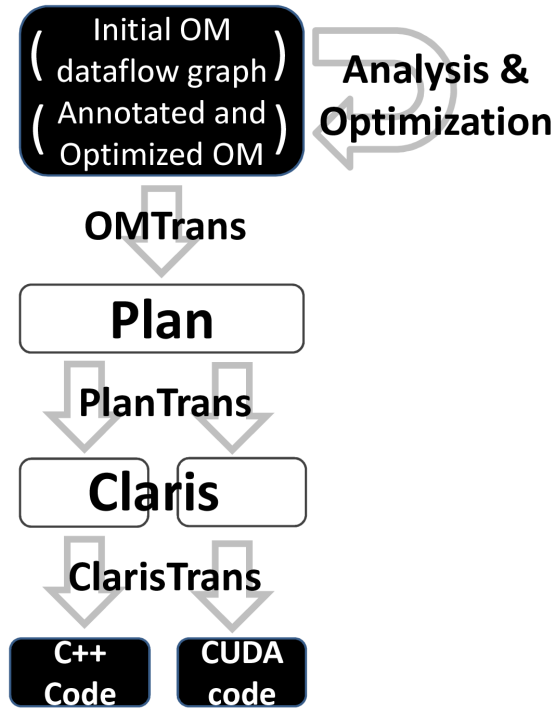 ( Initial OM
dataflow graph )
( Annotated and
Optimized OM )
Analysis &
Optimization
OMTrans
Plan
PlanTrans
Claris
ClarisTrans
C++
Code
CUDA
code